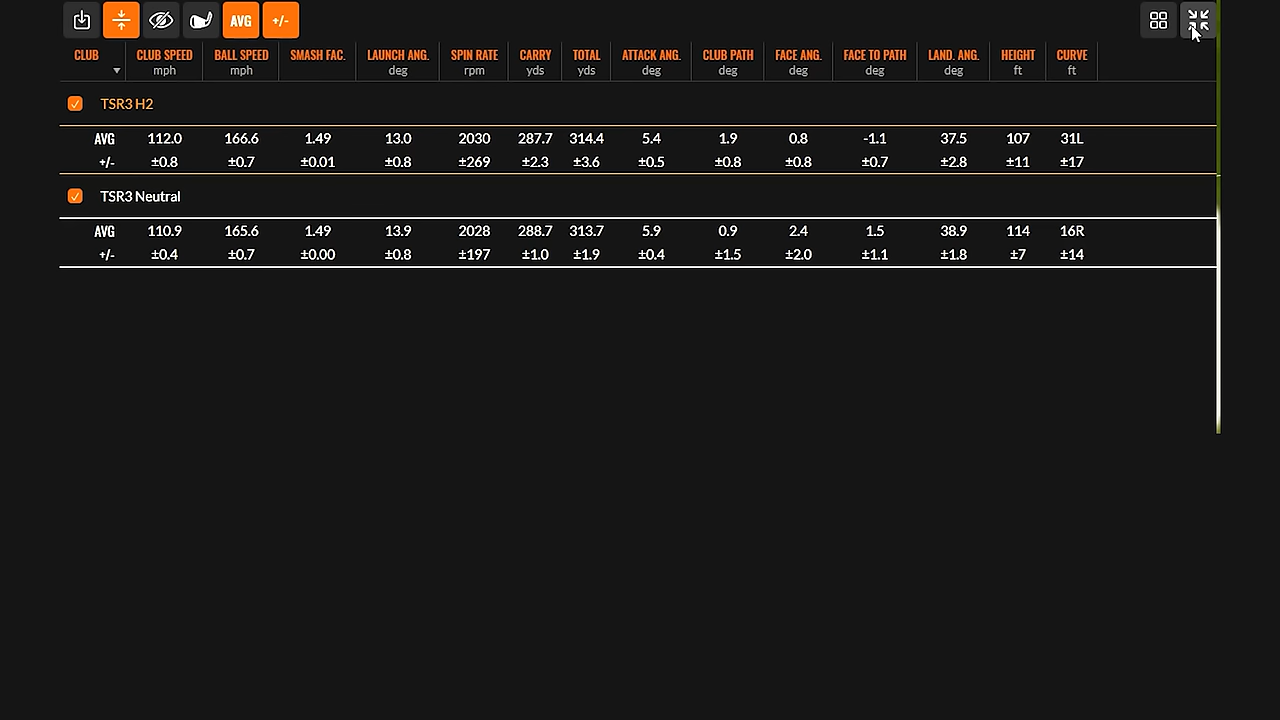 AVG +/-
CLUB CLUB SPEED BALL SPEED SMASH FAC. LAUNCH ANG. SPIN RATE CARRY TOTAL ATTACK ANG. CLUB PATH FACE ANG. FACE TO PATH LAND. ANG. HEIGHT CURVE
mph mph deg rpm yds yds deg deg deg deg deg ft ft
TSR3 H2
AVG 112.0 166.6 1.49 13.0 2030 287.7 314.4 5.4 1.9 0.8 -1.1 37.5 107 31L
+/- ±0.8 ±0.7 ±0.01 ±0.8 ±269 ±2.3 ±3.6 ±0.5 ±0.8 ±0.8 ±0.7 ±2.8 ±11 ±17
TSR3 Neutral
AVG 110.9 165.6 1.49 13.9 2028 288.7 313.7 5.9 0.9 2.4 1.5 38.9 114 16R
+/- ±0.4 ±0.7 ±0.00 ±0.8 ±197 ±1.0 ±1.9 ±0.4 ±1.5 ±2.0 ±1.1 ±1.8 ±7 ±14